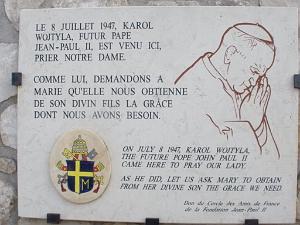 LE 8 JUILLET 1947, KAROL
WOJTYLA, FUTUR PAPE
JEAN-PAUL II, EST VENU ICI,
PRIER NOTRE DAME.
COMME LUI, DEMANDONS A
MARIE QU'ELLE NOUS OBTIENNE
DE SON DIVIN FILS LA GRÂCE
DONT NOUS AVONS BESOIN.
ON JULY 8 1947, KAROL WOJTYLA,
THE FUTURE POPE JOHN PAUL II
CAME HERE TO PRAY OUR LADY.
AS HE DID, LET US ASK MARY TO OBTAIN
FROM HER DIVINE SON THE GRACE WE NEED.
Don du Cercle des Amis de France
de la Fondation Jean-Paul II
M